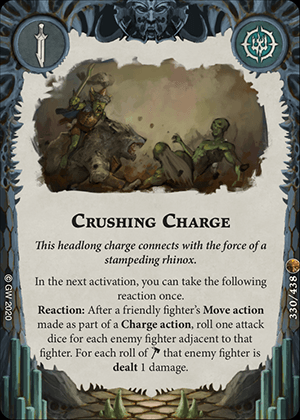 CRUSHING CHARGE
This headlong charge connects with the force of a
stampeding rhinox.
In the next activation, you can take the following
reaction once.
Reaction: After a friendly fighter's Move action
made as part of a Charge action, roll one attack
dice for each enemy fighter adjacent to that
fighter. For each roll of that enemy fighter is
dealt 1 damage.
© GW 2020
330/438